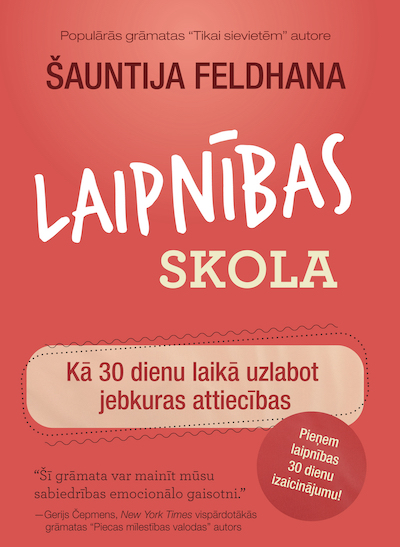 Populārās grāmatas “Tikai sievietēm” autore
ŠAUNTIJA FELDHANA
LAIPNĪBAS
SKOLA
Kā 30 dienu laikā uzlabot
jebkuras attiecības
Pieņem
laipnības
30 dienu
izaicinājumu!
“Šī grāmata var mainīt mūsu
sabiedrības emocionālo gaisotni.”
—Gerijs Čepmens, New York Times vispārdotākās
grāmatas “Piecas mīlestības valodas” autors